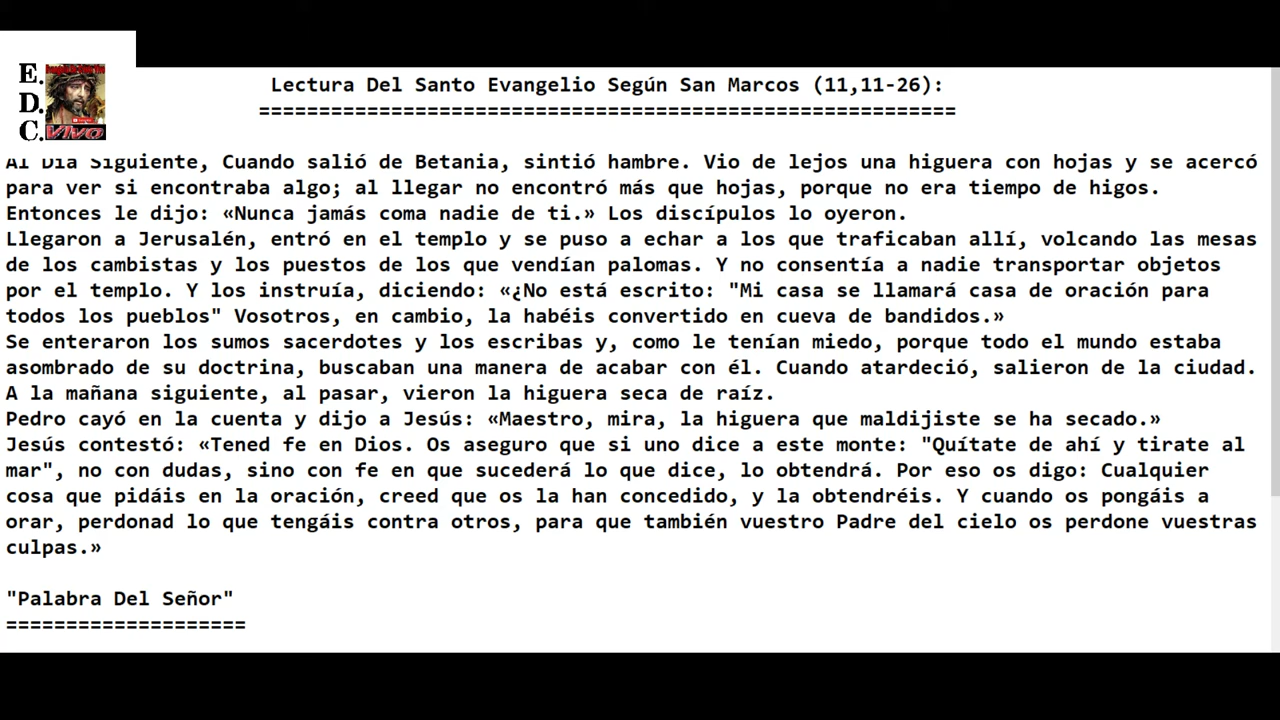 E.
D.
C.
Vivo
Lectura Del Santo Evangelio Según San Marcos (11,11-26):
==========================================================
Al Día Siguiente, Cuando salió de Betania, sintió hambre. Vio de lejos una higuera con hojas y se acercó
para ver si encontraba algo; al llegar no encontró más que hojas, porque no era tiempo de higos.
Entonces le dijo: «Nunca jamás coma nadie de ti.» Los discípulos lo oyeron.
Llegaron a Jerusalén, entró en el templo y se puso a echar a los que traficaban allí, volcando las mesas
de los cambistas y los puestos de los que vendían palomas. Y no consentía a nadie transportar objetos
por el templo. Y los instruía, diciendo: «¿No está escrito: "Mi casa se llamará casa de oración para
todos los pueblos" Vosotros, en cambio, la habéis convertido en cueva de bandidos.»
Se enteraron los sumos sacerdotes y los escribas y, como le tenían miedo, porque todo el mundo estaba
asombrado de su doctrina, buscaban una manera de acabar con él. Cuando atardeció, salieron de la ciudad.
A la mañana siguiente, al pasar, vieron la higuera seca de raíz.
Pedro cayó en la cuenta y dijo a Jesús: «Maestro, mira, la higuera que maldijiste se ha secado.»
Jesús contestó: «Tened fe en Dios. Os aseguro que si uno dice a este monte: "Quítate de ahí y tirate al
mar", no con dudas, sino con fe en que sucederá lo que dice, lo obtendrá. Por eso os digo: Cualquier
cosa que pidáis en la oración, creed que os la han concedido, y la obtendréis. Y cuando os pongáis a
orar, perdonad lo que tengáis contra otros, para que también vuestro Padre del cielo os perdone vuestras
culpas.»
"Palabra Del Señor"
====================